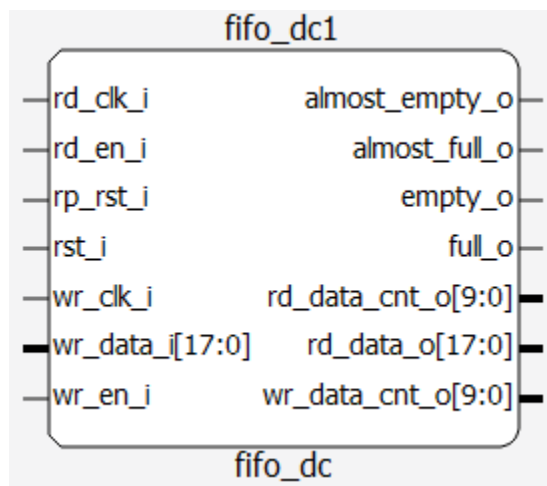 fifo_dc1
rd_clk_i almost_empty_o
rd_en_i almost_full_o
rp_rst_i empty_o
rst_i full_o
wr_clk_i rd_data_cnt_o[9:0]
wr_data_i[17:0] rd_data_o[17:0]
wr_en_i wr_data_cnt_o[9:0]
fifo_dc